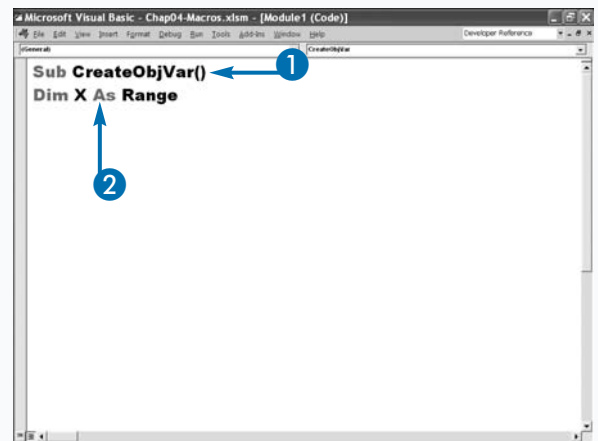 Microsoft Visual Basic - Chap04-Macros.xlsm - [Module1 (Code)]
File Edit View Insert Format Debug Run Tools Add-Ins Window Help Developer Reference
(General) CreateObjVar
Sub CreateObjVar() 1
Dim X As Range
2